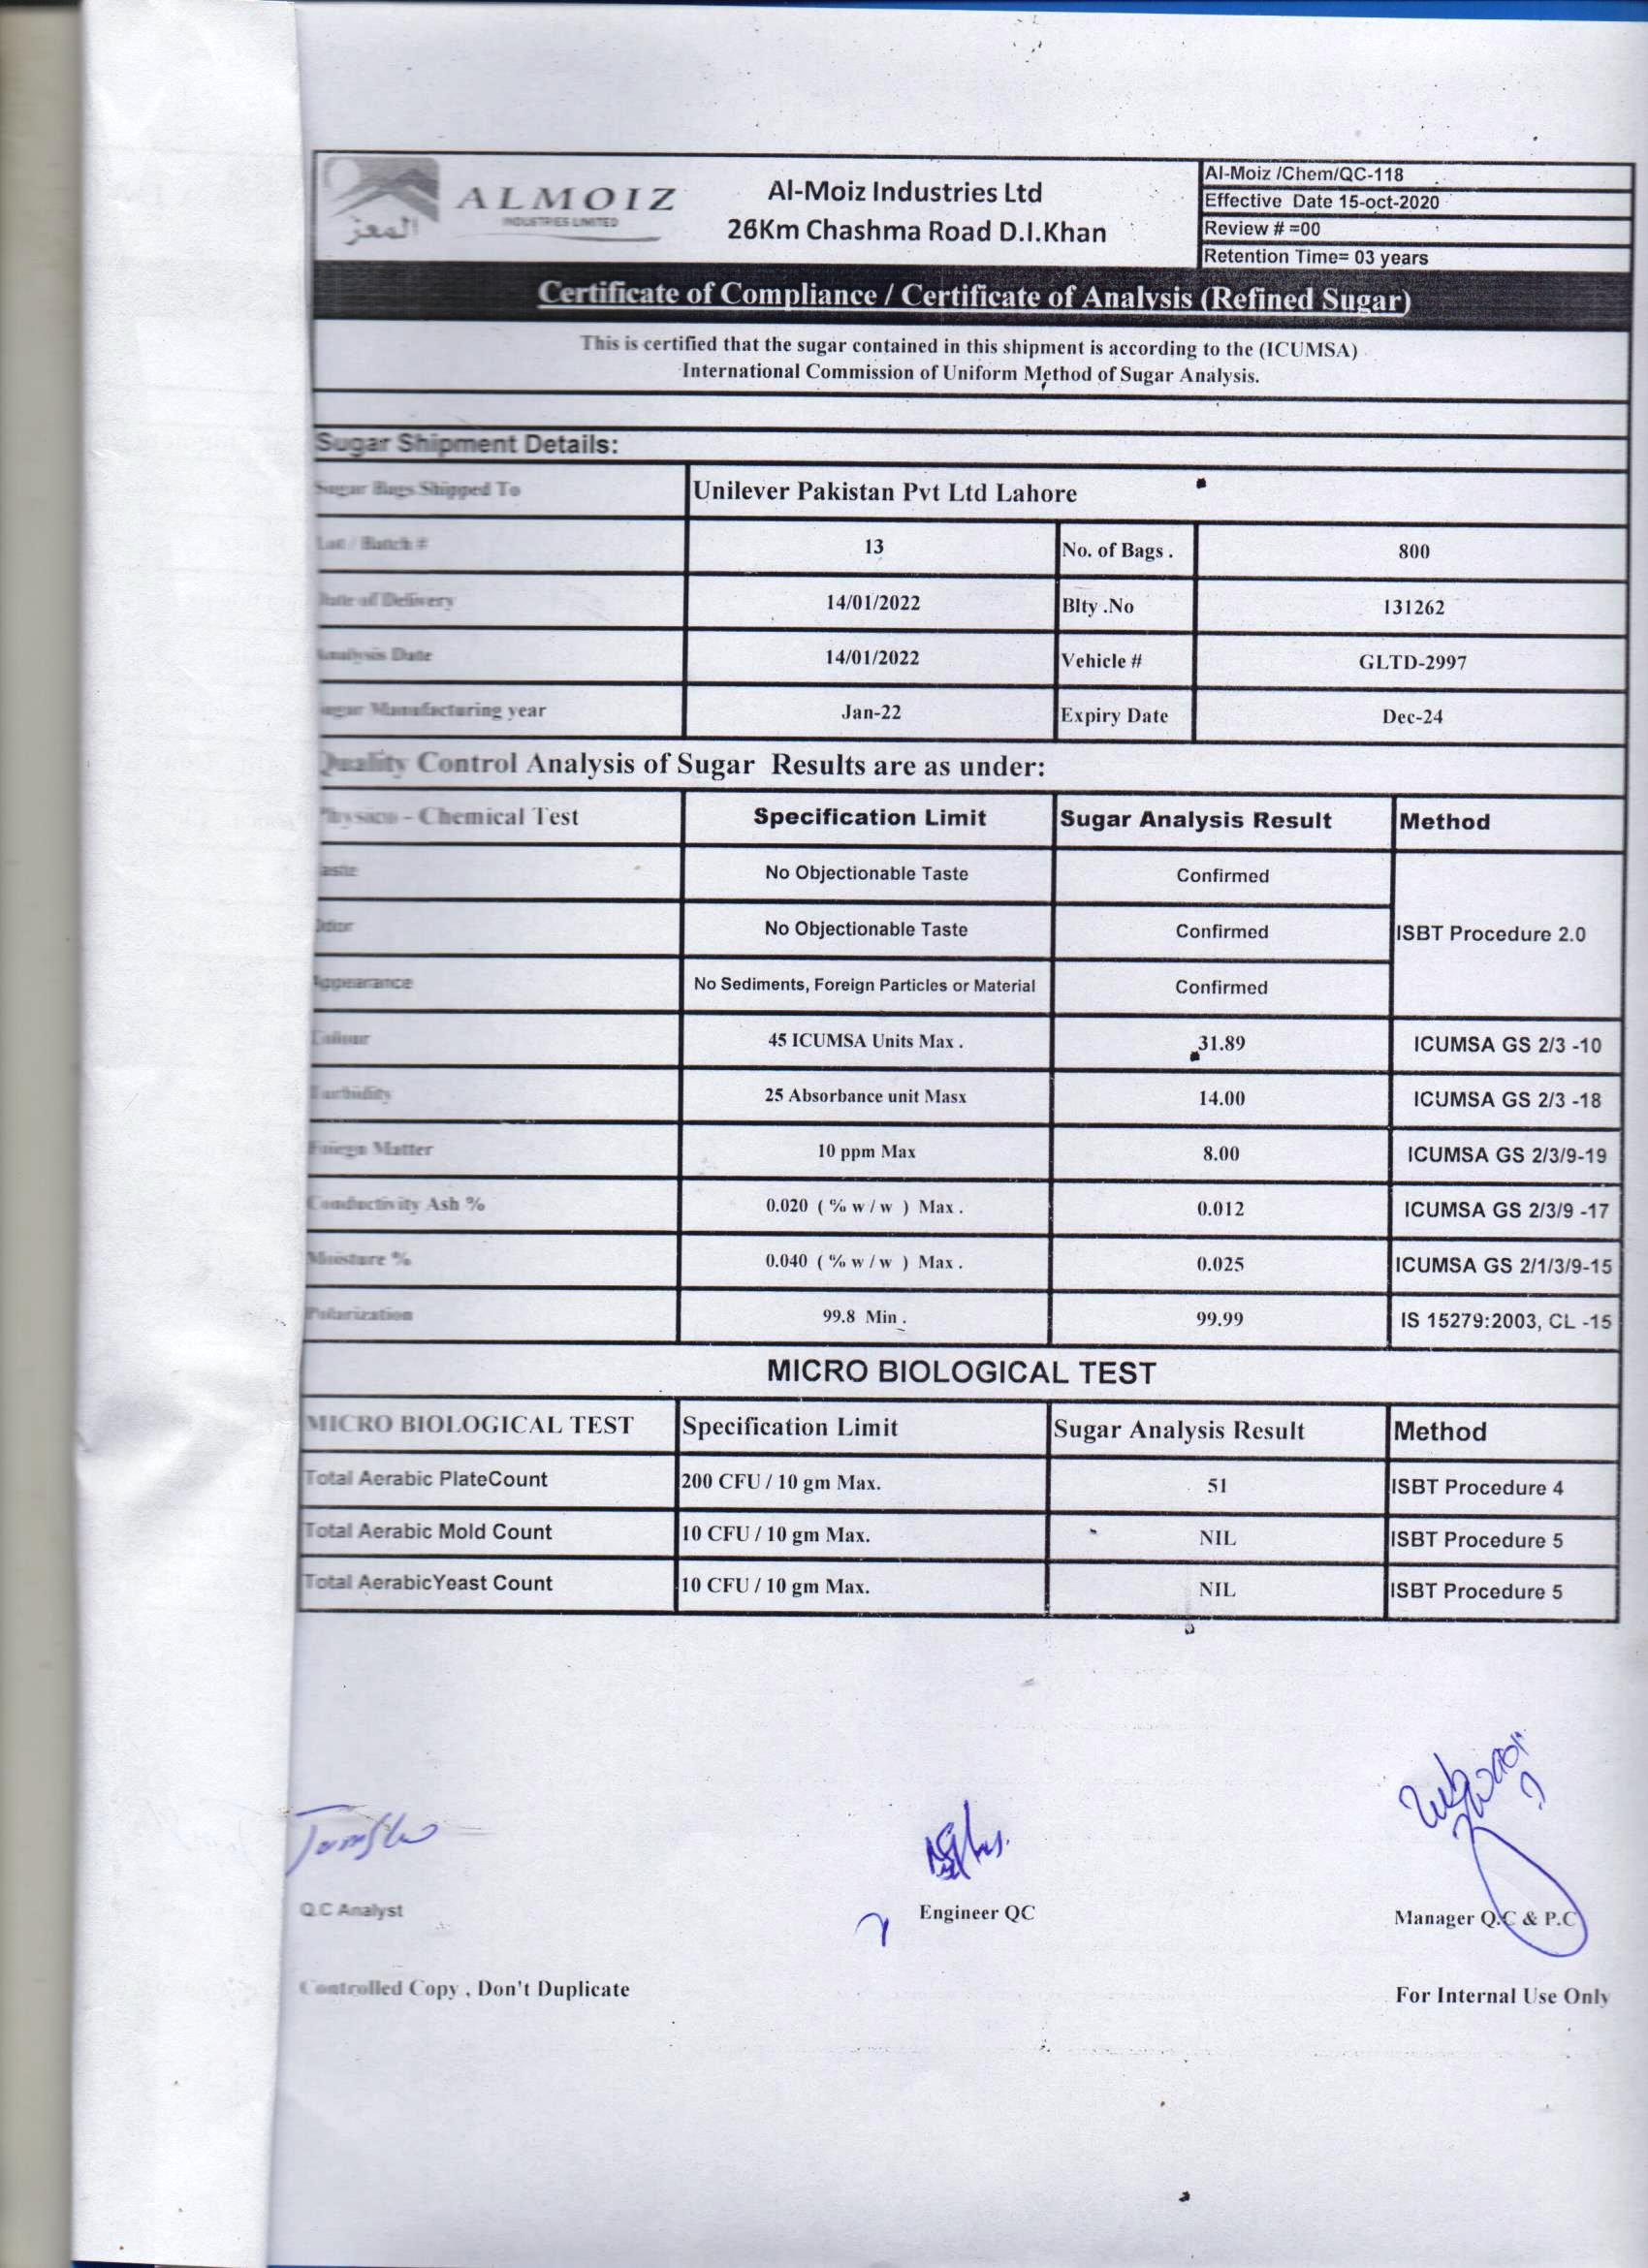 ALMOIZ
INDUSTRIES LIMITED
المعز
Al-Moiz Industries Ltd
26Km Chashma Road D.I.Khan
Al-Moiz /Chem/QC-118
Effective Date 15-oct-2020
Review # =00
Retention Time= 03 years
Certificate of Compliance / Certificate of Analysis (Refined Sugar)
This is certified that the sugar contained in this shipment is according to the (ICUMSA)
International Commission of Uniform Method of Sugar Analysis.
Sugar Shipment Details:
Sugar Bags Shipped To Unilever Pakistan Pvt Ltd Lahore
Lot / Batch # 13 No. of Bags . 800
Date of Delivery 14/01/2022 Blty .No 131262
Analysis Date 14/01/2022 Vehicle # GLTD-2997
Sugar Manufacturing year Jan-22 Expiry Date Dec-24
Quality Control Analysis of Sugar Results are as under:
Physico - Chemical Test Specification Limit Sugar Analysis Result Method
Taste No Objectionable Taste Confirmed
Odor No Objectionable Taste Confirmed ISBT Procedure 2.0
Appearance No Sediments, Foreign Particles or Material Confirmed
Colour 45 ICUMSA Units Max . 31.89 ICUMSA GS 2/3 -10
Turbidity 25 Absorbance unit Masx 14.00 ICUMSA GS 2/3 -18
Matter 10 ppm Max 8.00 ICUMSA GS 2/3/9-19
Conductivity Ash % 0.020 ( % w / w ) Max . 0.012 ICUMSA GS 2/3/9 -17
Moisture % 0.040 ( % w / w ) Max . 0.025 ICUMSA GS 2/1/3/9-15
Polarization 99.8 Min . 99.99 IS 15279:2003, CL -15
MICRO BIOLOGICAL TEST
MICRO BIOLOGICAL TEST Specification Limit Sugar Analysis Result Method
Total Aerabic PlateCount 200 CFU / 10 gm Max. 51 ISBT Procedure 4
Total Aerabic Mold Count 10 CFU / 10 gm Max. NIL ISBT Procedure 5
Total AerabicYeast Count 10 CFU / 10 gm Max. NIL ISBT Procedure 5
Q.C Analyst Engineer QC Manager Q.C & P.C
Controlled Copy , Don't Duplicate For Internal Use Only